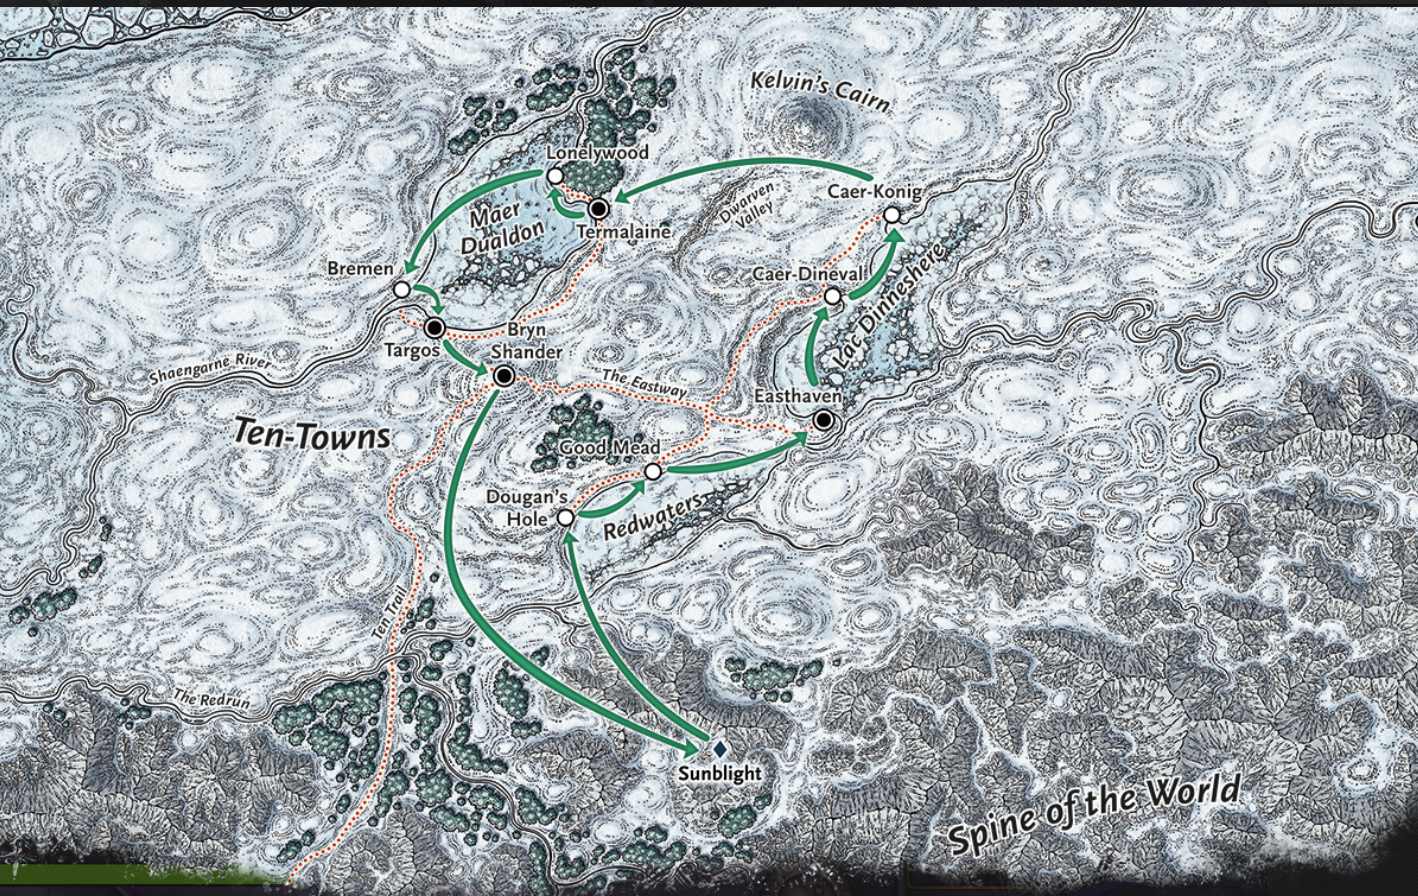 Kelvin's Cairn
Lonelywood
Dwarven
Valley
Caer-Konig
Maer
Dualdon
Termalaine
Bremen
Caer-Dineval
Lac Dinneshere
Bryn
Shander
Targos
Shaengarne River
The Eastway
Easthaven
Ten-Towns
Good Mead
Dougan's
Hole
Redwaters
Ten Trail
The Redrun
Sunblight
Spine of the World